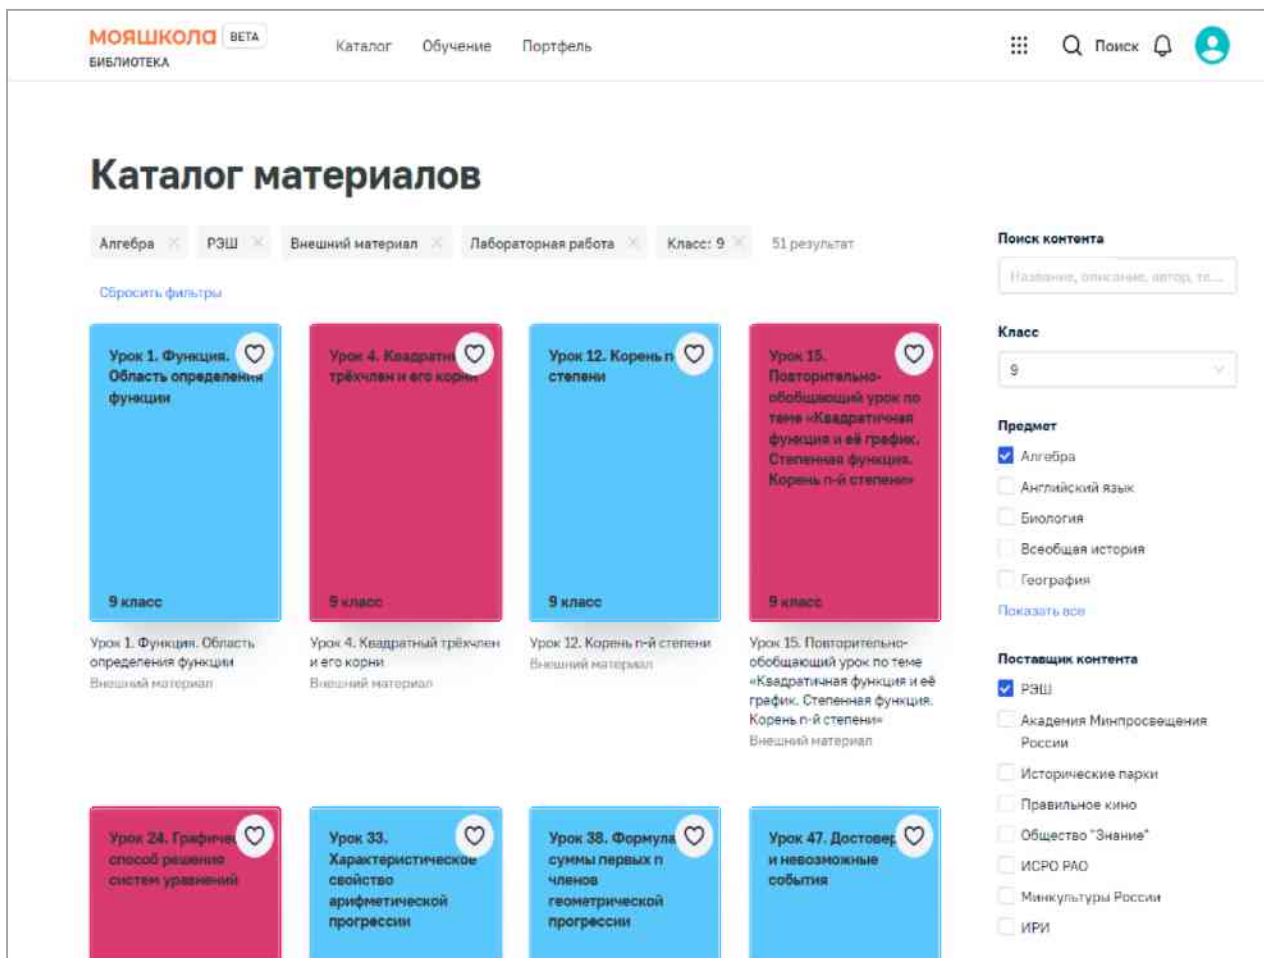 мояшкола BETA
БИБЛИОТЕКА
Каталог Обучение Портфель
Поиск
Каталог материалов
Алгебра РЭШ Внешний материал Лабораторная работа Класс: 9 51 результат
Сбросить фильтры
Урок 1. Функция.
Область определения
функции
9 класс
Урок 1. Функция. Область
определения функции
Внешний материал
Урок 4. Квадратн
трёхчлен и его корни
9 класс
Урок 4. Квадратный трёхчлен
и его корни
Внешний материал
Урок 12. Корень n
степени
9 класс
Урок 12. Корень n-й степени
Внешний материал
Урок 15.
Повторительно-
обобщающий урок по
теме «Квадратичная
функция и её график.
Степенная функция.
Корень n-й степени»
9 класс
Урок 15. Повторительно-
обобщающий урок по теме
«Квадратичная функция и её
график. Степенная функция.
Корень n-й степени»
Внешний материал
Урок 24. Графиче
способ решения
систем уравнений
Урок 33.
Характеристическое
свойство
арифметической
прогрессии
Урок 38. Формула
суммы первых n
членов
геометрической
прогрессии
Урок 47. Достовер
и невозможные
события
Поиск контента
Название, описание, автор, те...
Класс
9
Предмет
Алгебра
Английский язык
Биология
Всеобщая история
География
Показать все
Поставщик контента
РЭШ
Академия Минпросвещения
России
Исторические парки
Правильное кино
Общество "Знание"
ИСРО РАО
Минкультуры России
ИРИ